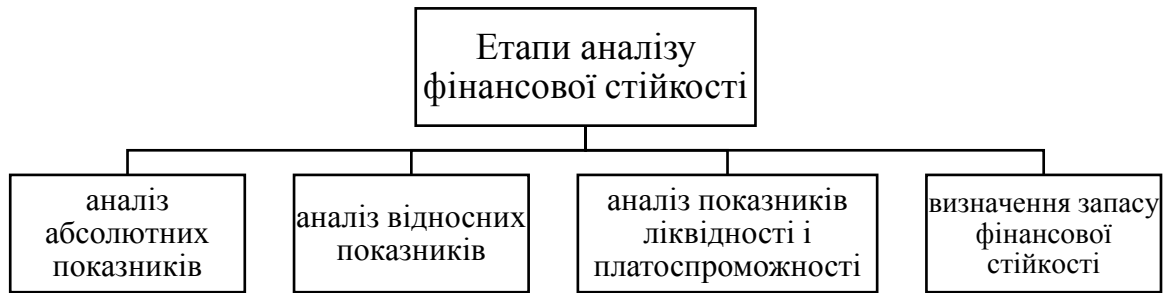 Етапи аналізу
фінансової стійкості
аналіз
абсолютних
показників
аналіз відносних
показників
аналіз показників
ліквідності і
платоспроможності
визначення запасу
фінансової
стійкості